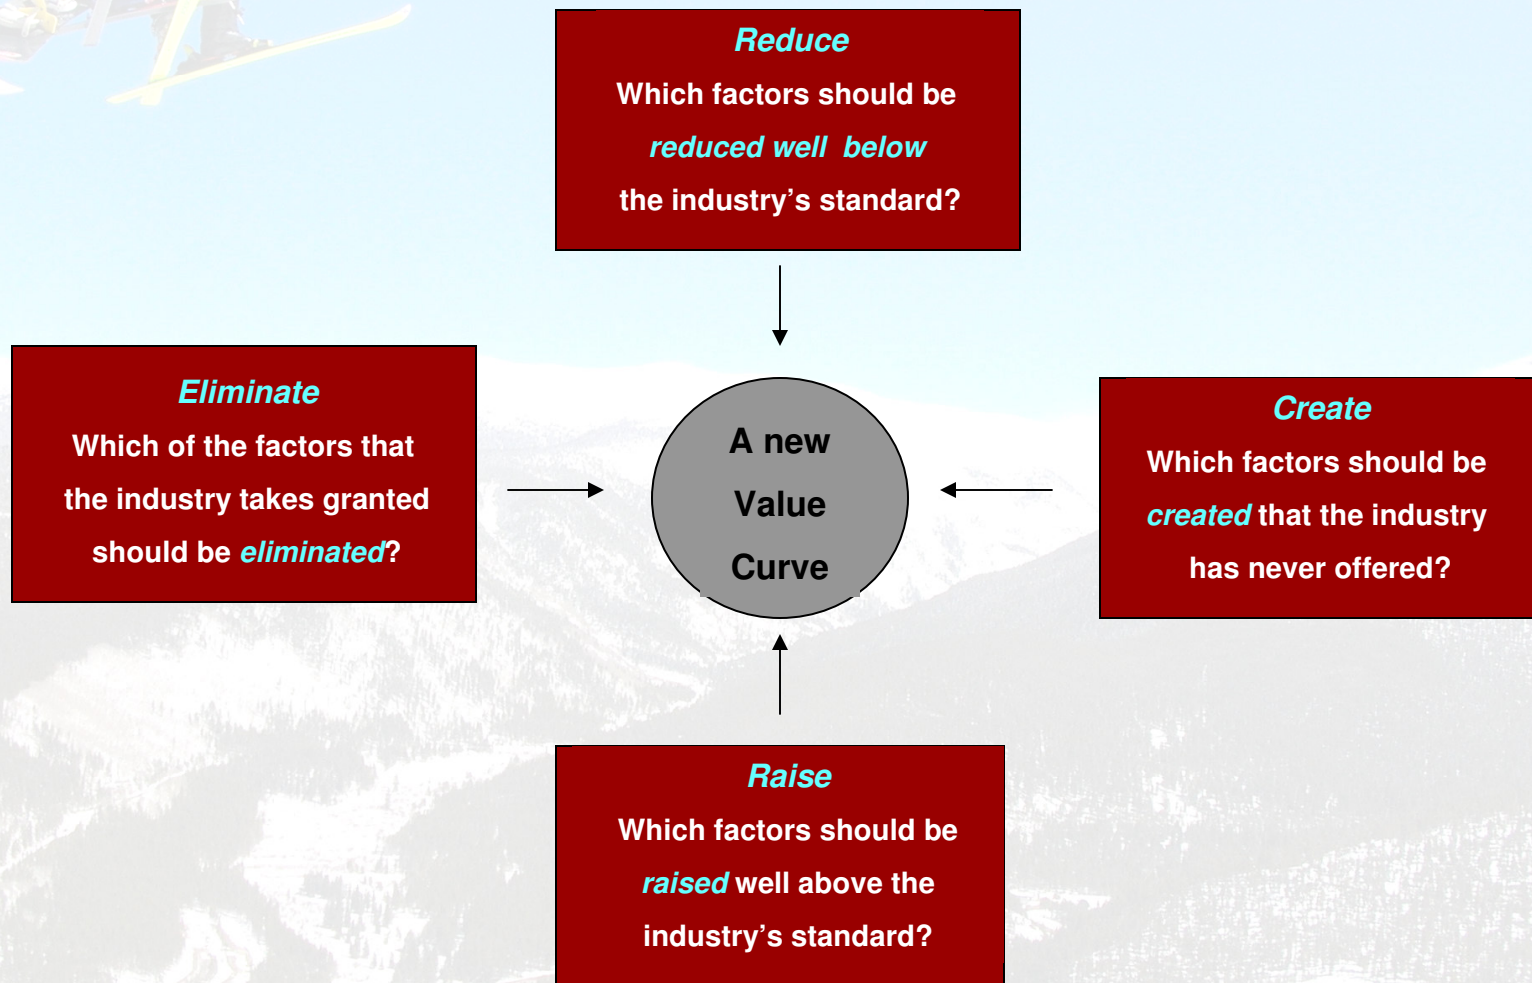 Reduce
Which factors should be
reduced well  below
the industry’s standard?
Eliminate
Which of the factors that
the industry takes granted
should be eliminated?
A new
Value
Curve
Create
Which factors should be
created that the industry
has never offered?
Raise
Which factors should be
raised well above the
industry’s standard?